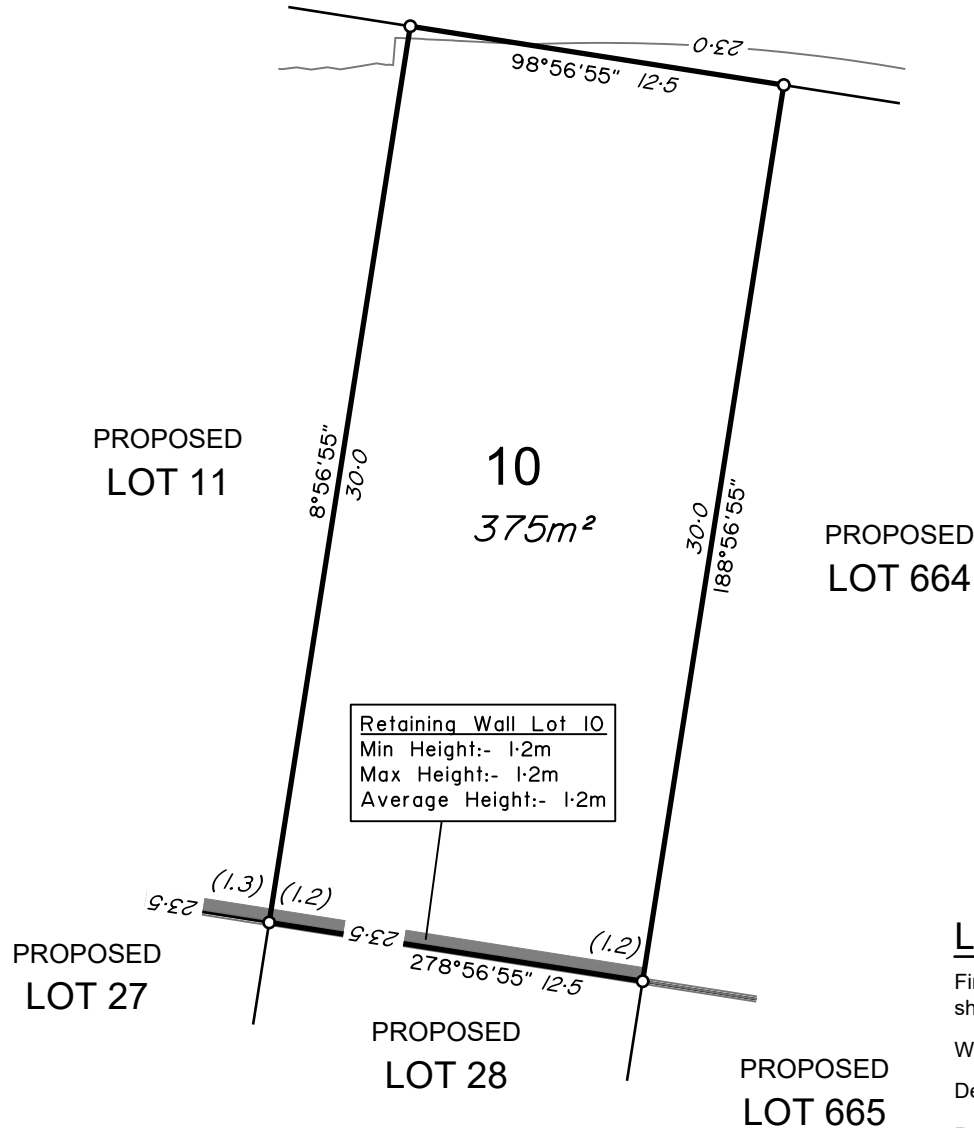 23·0
98°56'55" 12·5
PROPOSED
LOT 11
8°56'55"
30·0
10
375m²
30·0
188°56'55"
PROPOSED
LOT 664
Retaining Wall Lot 10
Min Height:- 1·2m
Max Height:- 1·2m
Average Height:- 1·2m
23·5
(1.3)
(1.2)
23·5
(1.2)
278°56'55" 12·5
PROPOSED
LOT 27
PROPOSED
LOT 28
PROPOSED
LOT 665